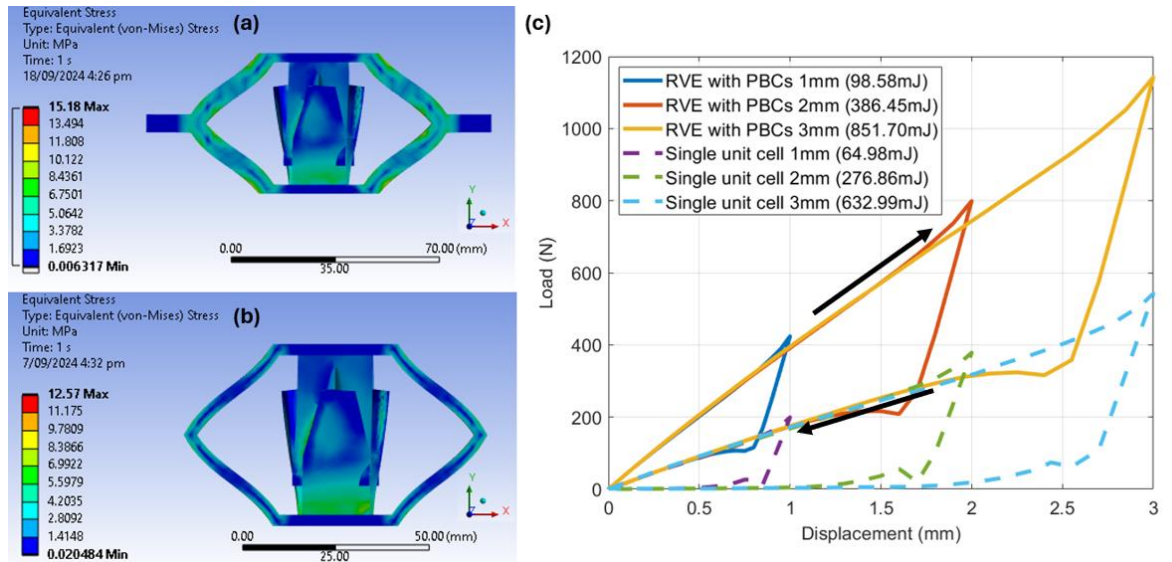 Equivalent Stress (a)
Type: Equivalent (von-Mises) Stress
Unit: MPa
Time: 1 s
18/09/2024 4:26 pm
15.18 Max
13.494
11.808
10.122
8.4361
6.7501
5.0642
3.3782
1.6923
0.006317 Min
Y
Z
X
0.00
70.00 (mm)
35.00
Equivalent Stress
Type: Equivalent (von-Mises) Stress (b)
Unit: MPa
Time: 1 s
7/09/2024 4:32 pm
12.57 Max
11.175
9.7809
8.3866
6.9922
5.5979
4.2035
2.8092
1.4148
0.020484 Min
Y
Z
X
0.00
50.00 (mm)
25.00
(c)
1200
1000
800
600
400
200
0
Load (N)
RVE with PBCs 1mm (98.58mJ)
RVE with PBCs 2mm (386.45mJ)
RVE with PBCs 3mm (851.70mJ)
Single unit cell 1mm (64.98mJ)
Single unit cell 2mm (276.86mJ)
Single unit cell 3mm (632.99mJ)
0 0.5 1 1.5 2 2.5 3
Displacement (mm)